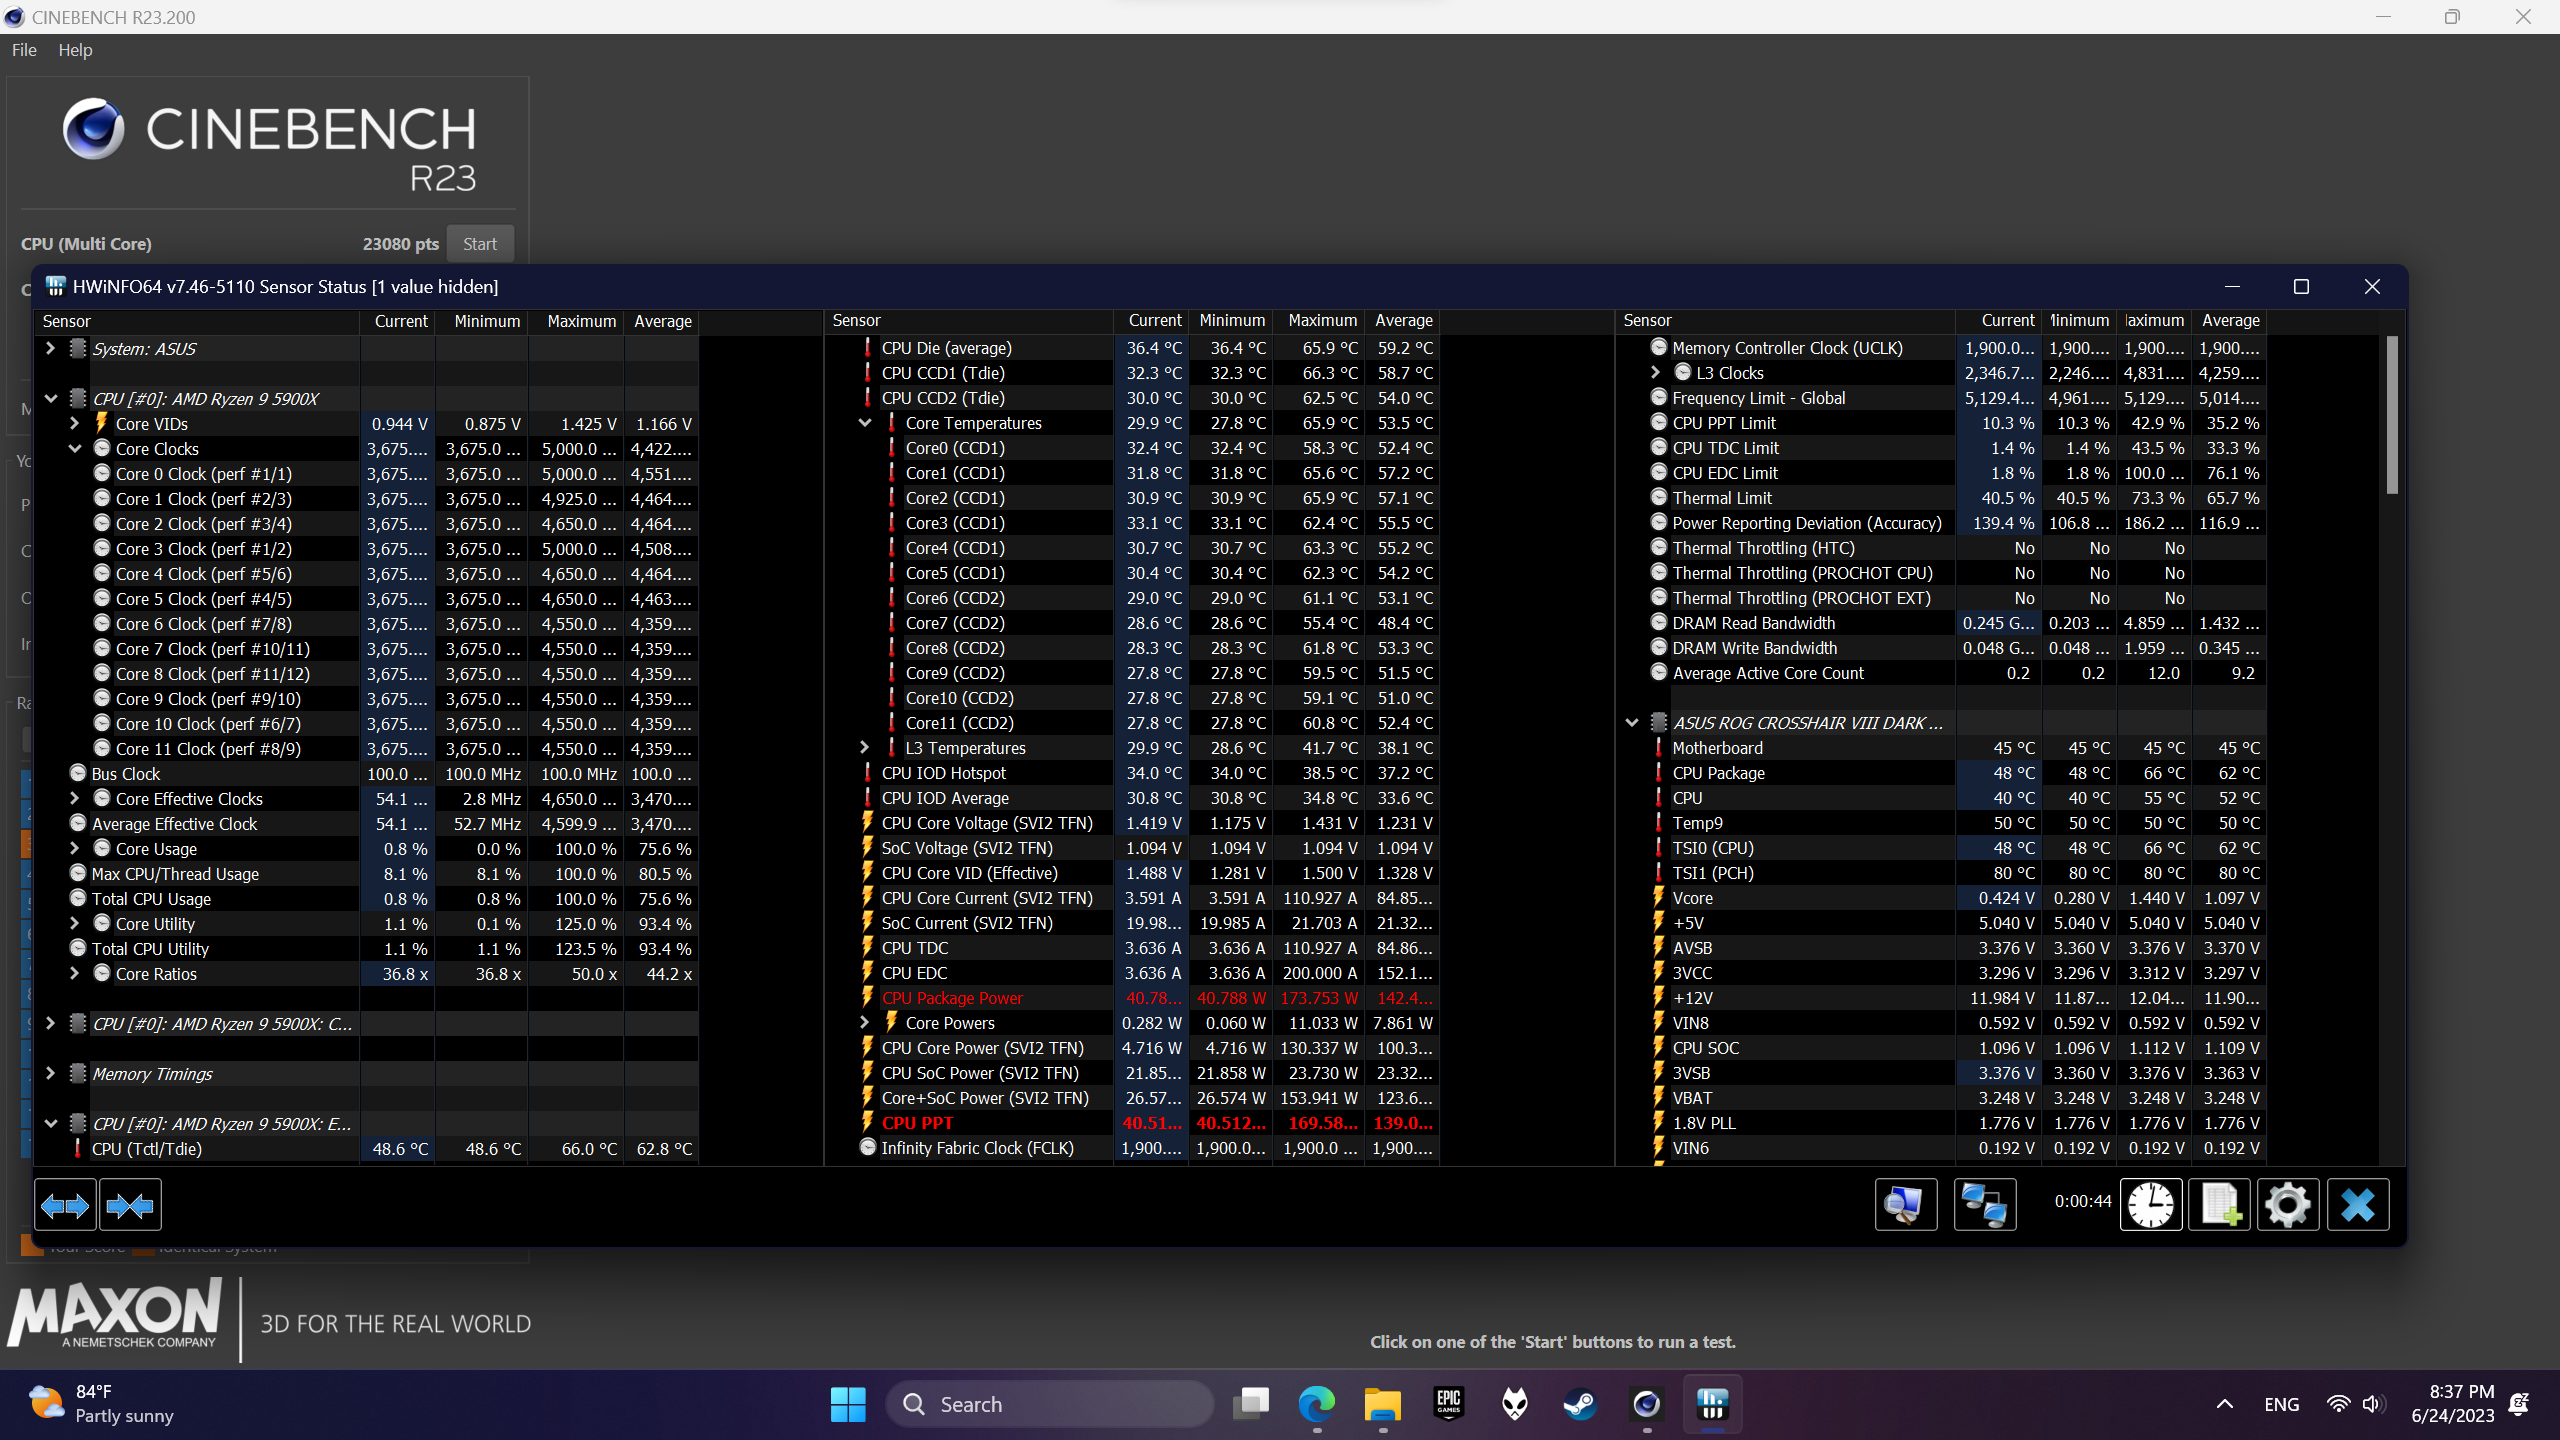 CINEBENCH R23.200
File Help
CINEBENCH
R23
CPU (Multi Core) 23080 pts Start
HWiNFO64 v7.46-5110 Sensor Status [1 value hidden]
Sensor Current Minimum Maximum Average
System: ASUS
CPU [#0]: AMD Ryzen 9 5900X
Core VIDs 0.944 V 0.875 V 1.425 V 1.166 V
Core Clocks 3,675.... 3,675.0 ... 5,000.0 ... 4,422....
Core 0 Clock (perf #1/1) 3,675.... 3,675.0 ... 5,000.0 ... 4,551....
Core 1 Clock (perf #2/3) 3,675.... 3,675.0 ... 4,925.0 ... 4,464....
Core 2 Clock (perf #3/4) 3,675.... 3,675.0 ... 4,650.0 ... 4,464....
Core 3 Clock (perf #1/2) 3,675.... 3,675.0 ... 5,000.0 ... 4,508....
Core 4 Clock (perf #5/6) 3,675.... 3,675.0 ... 4,650.0 ... 4,464....
Core 5 Clock (perf #4/5) 3,675.... 3,675.0 ... 4,650.0 ... 4,463....
Core 6 Clock (perf #7/8) 3,675.... 3,675.0 ... 4,550.0 ... 4,359....
Core 7 Clock (perf #10/11) 3,675.... 3,675.0 ... 4,550.0 ... 4,359....
Core 8 Clock (perf #11/12) 3,675.... 3,675.0 ... 4,550.0 ... 4,359....
Core 9 Clock (perf #9/10) 3,675.... 3,675.0 ... 4,550.0 ... 4,359....
Core 10 Clock (perf #6/7) 3,675.... 3,675.0 ... 4,550.0 ... 4,359....
Core 11 Clock (perf #8/9) 3,675.... 3,675.0 ... 4,550.0 ... 4,359....
Bus Clock 100.0 ... 100.0 MHz 100.0 MHz 100.0 ...
Core Effective Clocks 54.1 ... 2.8 MHz 4,650.0 ... 3,470....
Average Effective Clock 54.1 ... 52.7 MHz 4,599.9 ... 3,470....
Core Usage 0.8 % 0.0 % 100.0 % 75.6 %
Max CPU/Thread Usage 8.1 % 8.1 % 100.0 % 80.5 %
Total CPU Usage 0.8 % 0.8 % 100.0 % 75.6 %
Core Utility 1.1 % 0.1 % 125.0 % 93.4 %
Total CPU Utility 1.1 % 1.1 % 123.5 % 93.4 %
Core Ratios 36.8 x 36.8 x 50.0 x 44.2 x
CPU [#0]: AMD Ryzen 9 5900X: C...
Memory Timings
CPU [#0]: AMD Ryzen 9 5900X: E...
CPU (Tctl/Tdie) 48.6 °C 48.6 °C 66.0 °C 62.8 °C
Sensor Current Minimum Maximum Average
CPU Die (average) 36.4 °C 36.4 °C 65.9 °C 59.2 °C
CPU CCD1 (Tdie) 32.3 °C 32.3 °C 66.3 °C 58.7 °C
CPU CCD2 (Tdie) 30.0 °C 30.0 °C 62.5 °C 54.0 °C
Core Temperatures 29.9 °C 27.8 °C 65.9 °C 53.5 °C
Core0 (CCD1) 32.4 °C 32.4 °C 58.3 °C 52.4 °C
Core1 (CCD1) 31.8 °C 31.8 °C 65.6 °C 57.2 °C
Core2 (CCD1) 30.9 °C 30.9 °C 65.9 °C 57.1 °C
Core3 (CCD1) 33.1 °C 33.1 °C 62.4 °C 55.5 °C
Core4 (CCD1) 30.7 °C 30.7 °C 63.3 °C 55.2 °C
Core5 (CCD1) 30.4 °C 30.4 °C 62.3 °C 54.2 °C
Core6 (CCD2) 29.0 °C 29.0 °C 61.1 °C 53.1 °C
Core7 (CCD2) 28.6 °C 28.6 °C 55.4 °C 48.4 °C
Core8 (CCD2) 28.3 °C 28.3 °C 61.8 °C 53.3 °C
Core9 (CCD2) 27.8 °C 27.8 °C 59.5 °C 51.5 °C
Core10 (CCD2) 27.8 °C 27.8 °C 59.1 °C 51.0 °C
Core11 (CCD2) 27.8 °C 27.8 °C 60.8 °C 52.4 °C
L3 Temperatures 29.9 °C 28.6 °C 41.7 °C 38.1 °C
CPU IOD Hotspot 34.0 °C 34.0 °C 38.5 °C 37.2 °C
CPU IOD Average 30.8 °C 30.8 °C 34.8 °C 33.6 °C
CPU Core Voltage (SVI2 TFN) 1.419 V 1.175 V 1.431 V 1.231 V
SoC Voltage (SVI2 TFN) 1.094 V 1.094 V 1.094 V 1.094 V
CPU Core VID (Effective) 1.488 V 1.281 V 1.500 V 1.328 V
CPU Core Current (SVI2 TFN) 3.591 A 3.591 A 110.927 A 84.85...
SoC Current (SVI2 TFN) 19.98... 19.985 A 21.703 A 21.32...
CPU TDC 3.636 A 3.636 A 110.927 A 84.86...
CPU EDC 3.636 A 3.636 A 200.000 A 152.1...
CPU Package Power 40.78... 40.788 W 173.753 W 142.4...
Core Powers 0.282 W 0.060 W 11.033 W 7.861 W
CPU Core Power (SVI2 TFN) 4.716 W 4.716 W 130.337 W 100.3...
CPU SoC Power (SVI2 TFN) 21.85... 21.858 W 23.730 W 23.32...
Core+SoC Power (SVI2 TFN) 26.57... 26.574 W 153.941 W 123.6...
CPU PPT 40.51... 40.512... 169.58... 139.0...
Infinity Fabric Clock (FCLK) 1,900.... 1,900.0... 1,900.0 ... 1,900....
Sensor Current Minimum Maximum Average
Memory Controller Clock (UCLK) 1,900.0... 1,900.... 1,900.... 1,900....
L3 Clocks 2,346.7... 2,246.... 4,831.... 4,259....
Frequency Limit - Global 5,129.4... 4,961.... 5,129.... 5,014....
CPU PPT Limit 10.3 % 10.3 % 42.9 % 35.2 %
CPU TDC Limit 1.4 % 1.4 % 43.5 % 33.3 %
CPU EDC Limit 1.8 % 1.8 % 100.0 ... 76.1 %
Thermal Limit 40.5 % 40.5 % 73.3 % 65.7 %
Power Reporting Deviation (Accuracy) 139.4 % 106.8 ... 186.2 ... 116.9 ...
Thermal Throttling (HTC) No No No
Thermal Throttling (PROCHOT CPU) No No No
Thermal Throttling (PROCHOT EXT) No No No
DRAM Read Bandwidth 0.245 G... 0.203 ... 4.859 ... 1.432 ...
DRAM Write Bandwidth 0.048 G... 0.048 ... 1.959 ... 0.345 ...
Average Active Core Count 0.2 0.2 12.0 9.2
ASUS ROG CROSSHAIR VIII DARK ...
Motherboard 45 °C 45 °C 45 °C 45 °C
CPU Package 48 °C 48 °C 66 °C 62 °C
CPU 40 °C 40 °C 55 °C 52 °C
Temp9 50 °C 50 °C 50 °C 50 °C
TSI0 (CPU) 48 °C 48 °C 66 °C 62 °C
TSI1 (PCH) 80 °C 80 °C 80 °C 80 °C
Vcore 0.424 V 0.280 V 1.440 V 1.097 V
+5V 5.040 V 5.040 V 5.040 V 5.040 V
AVSB 3.376 V 3.360 V 3.376 V 3.370 V
3VCC 3.296 V 3.296 V 3.312 V 3.297 V
+12V 11.984 V 11.87... 12.04... 11.90...
VIN8 0.592 V 0.592 V 0.592 V 0.592 V
CPU SOC 1.096 V 1.096 V 1.112 V 1.109 V
3VSB 3.376 V 3.360 V 3.376 V 3.363 V
VBAT 3.248 V 3.248 V 3.248 V 3.248 V
1.8V PLL 1.776 V 1.776 V 1.776 V 1.776 V
VIN6 0.192 V 0.192 V 0.192 V 0.192 V
0:00:44
MAXON
A NEMETSCHEK COMPANY
3D FOR THE REAL WORLD
Click on one of the 'Start' buttons to run a test.
84°F
Partly sunny
Search
EPIC GAMES
ENG
8:37 PM
6/24/2023